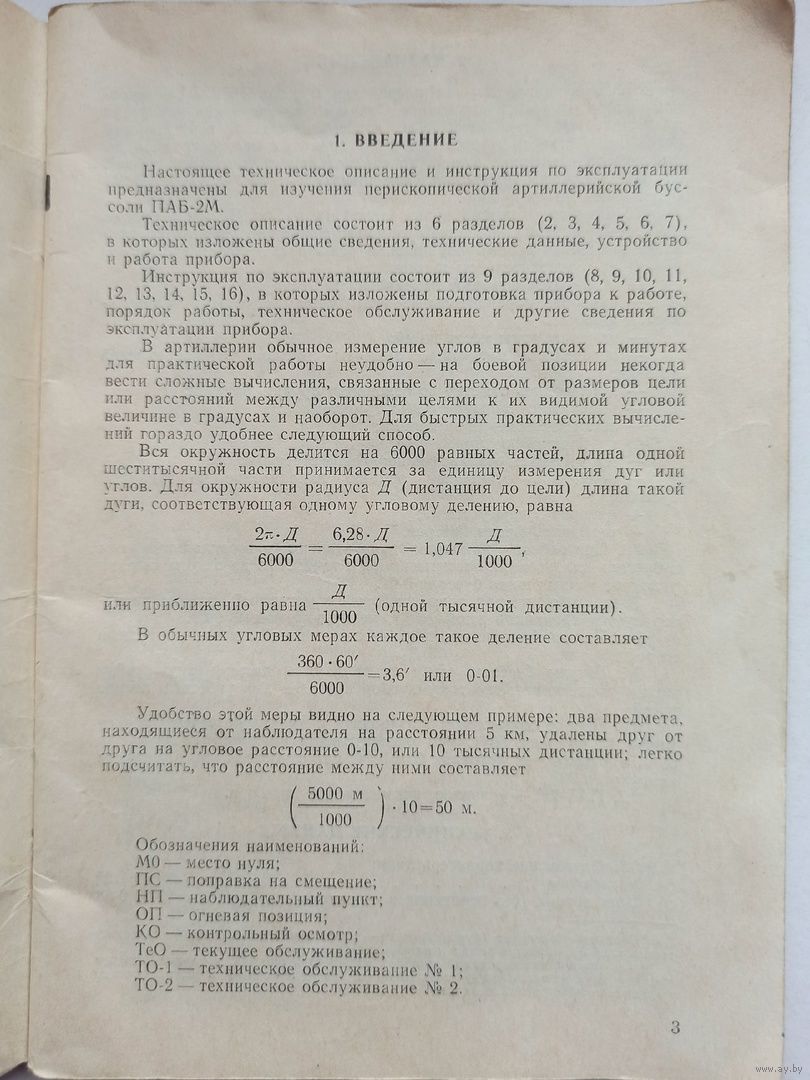 1. ВВЕДЕНИЕ
Настоящее техническое описание и инструкция по эксплуатации
предназначены для изучения перископической артиллерийской бус-
соли ПАБ-2М.
Техническое описание состоит из 6 разделов (2, 3, 4, 5, 6, 7),
в которых изложены общие сведения, технические данные, устройство
и работа прибора.
Инструкция по эксплуатации состоит из 9 разделов (8, 9, 10, 11,
12, 13, 14, 15, 16), в которых изложены подготовка прибора к работе,
порядок работы, техническое обслуживание и другие сведения по
эксплуатации прибора.
В артиллерии обычное измерение углов в градусах и минутах
для практической работы неудобно — на боевой позиции некогда
вести сложные вычисления, связанные с переходом от размеров цели
или расстояний между различными целями к их видимой угловой
величине в градусах и наоборот. Для быстрых практических вычисле-
ний гораздо удобнее следующий способ.
Вся окружность делится на 6000 равных частей, длина одной
шеститысячной части принимается за единицу измерения дуг или
углов. Для окружности радиуса Д (дистанция до цели) длина такой
дуги, соответствующая одному угловому делению, равна
2π·Д / 6000 = 6,28·Д / 6000 = 1,047 Д / 1000,
или приближенно равна Д / 1000 (одной тысячной дистанции).
В обычных угловых мерах каждое такое деление составляет
360·60′ / 6000 = 3,6′ или 0-01.
Удобство этой меры видно на следующем примере: два предмета,
находящиеся от наблюдателя на расстоянии 5 км, удалены друг от
друга на угловое расстояние 0-10, или 10 тысячных дистанции; легко
подсчитать, что расстояние между ними составляет
(5000 м / 1000) · 10=50 м.
Обозначения наименований:
М0 — место нуля;
ПС — поправка на смещение;
НП — наблюдательный пункт;
ОП — огневая позиция;
КО — контрольный осмотр;
ТеО — текущее обслуживание;
ТО-1 — техническое обслуживание № 1;
ТО-2 — техническое обслуживание № 2.
3
www.ay.by